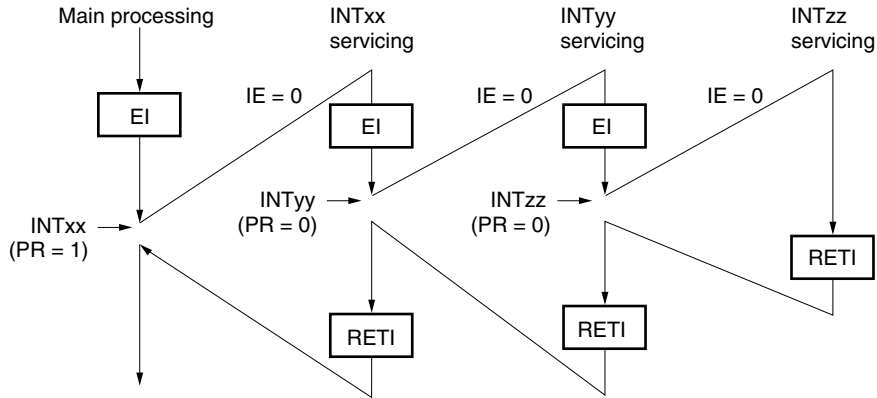 Main processing
INTxx
servicing
INTyy
servicing
INTzz
servicing
IE = 0
IE = 0
IE = 0
EI
EI
EI
INTxx
(PR = 1)
INTyy
(PR = 0)
INTzz
(PR = 0)
RETI
RETI
RETI